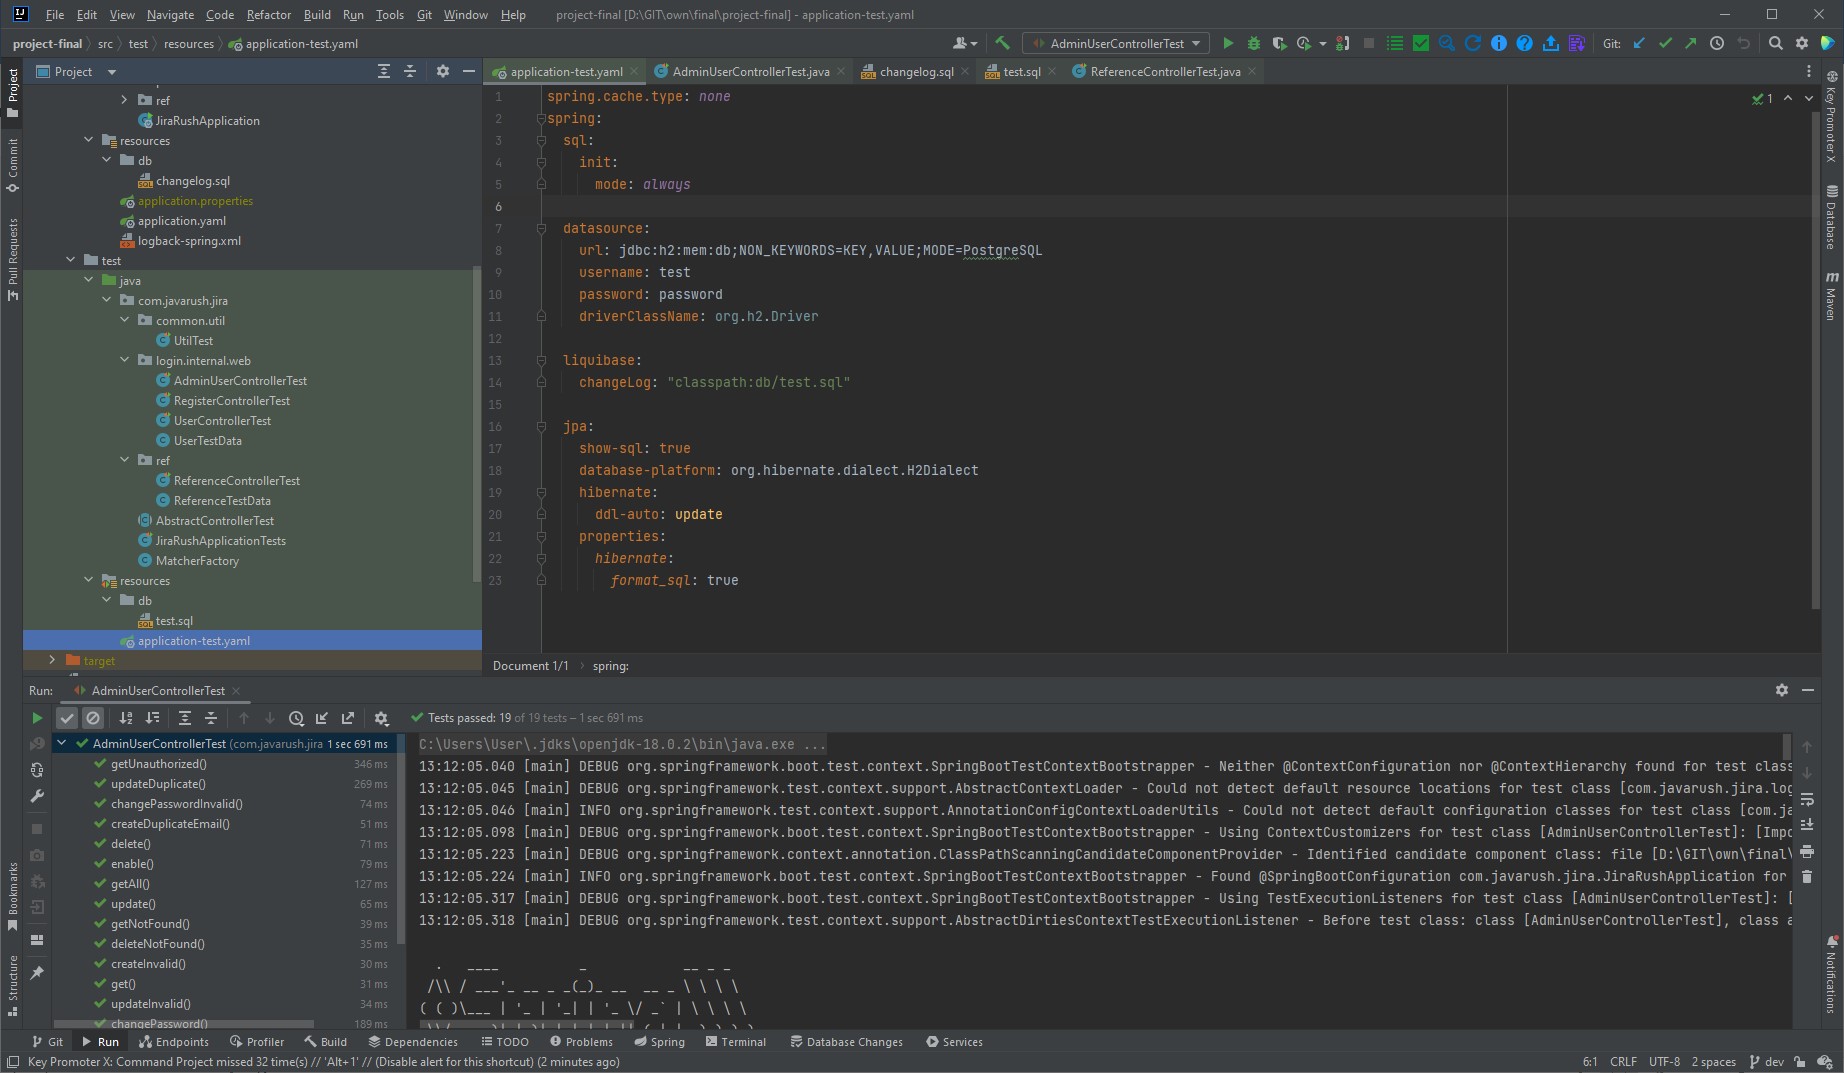 File Edit View Navigate Code Refactor Build Run Tools Git Window Help project-final [D:\GIT\own\final\project-final] - application-test.yaml
project-final src test resources application-test.yaml AdminUserControllerTest Git:
Project
application-test.yaml AdminUserControllerTest.java changelog.sql test.sql ReferenceControllerTest.java
Project
Commit
Pull Requests
Bookmarks
Structure
ref
JiraRushApplication
resources
db
changelog.sql
application.properties
application.yaml
logback-spring.xml
test
java
com.javarush.jira
common.util
UtilTest
login.internal.web
AdminUserControllerTest
RegisterControllerTest
UserControllerTest
UserTestData
ref
ReferenceControllerTest
ReferenceTestData
AbstractControllerTest
JiraRushApplicationTests
MatcherFactory
resources
db
test.sql
application-test.yaml
target
1 spring.cache.type: none
2 spring:
3 sql:
4 init:
5 mode: always
6
7 datasource:
8 url: jdbc:h2:mem:db;NON_KEYWORDS=KEY,VALUE;MODE=PostgreSQL
9 username: test
10 password: password
11 driverClassName: org.h2.Driver
12
13 liquibase:
14 changeLog: "classpath:db/test.sql"
15
16 jpa:
17 show-sql: true
18 database-platform: org.hibernate.dialect.H2Dialect
19 hibernate:
20 ddl-auto: update
21 properties:
22 hibernate:
23 format_sql: true
1
Document 1/1 spring:
Key Promoter X
Database
Maven
Notifications
Run: AdminUserControllerTest
Tests passed: 19 of 19 tests – 1 sec 691 ms
AdminUserControllerTest (com.javarush.jira 1 sec 691 ms
getUnauthorized() 346 ms
updateDuplicate() 269 ms
changePasswordInvalid() 74 ms
createDuplicateEmail() 51 ms
delete() 71 ms
enable() 79 ms
getAll() 127 ms
update() 65 ms
getNotFound() 39 ms
deleteNotFound() 35 ms
createInvalid() 30 ms
get() 31 ms
updateInvalid() 34 ms
changePassword() 189 ms
C:\Users\User\.jdks\openjdk-18.0.2\bin\java.exe ...
13:12:05.040 [main] DEBUG org.springframework.boot.test.context.SpringBootTestContextBootstrapper - Neither @ContextConfiguration nor @ContextHierarchy found for test class
13:12:05.045 [main] DEBUG org.springframework.test.context.support.AbstractContextLoader - Could not detect default resource locations for test class [com.javarush.jira.log
13:12:05.046 [main] INFO org.springframework.test.context.support.AnnotationConfigContextLoaderUtils - Could not detect default configuration classes for test class [com.ja
13:12:05.098 [main] DEBUG org.springframework.boot.test.context.SpringBootTestContextBootstrapper - Using ContextCustomizers for test class [AdminUserControllerTest]: [Impo
13:12:05.223 [main] DEBUG org.springframework.context.annotation.ClassPathScanningCandidateComponentProvider - Identified candidate component class: file [D:\GIT\own\final\
13:12:05.224 [main] INFO org.springframework.boot.test.context.SpringBootTestContextBootstrapper - Found @SpringBootConfiguration com.javarush.jira.JiraRushApplication for
13:12:05.317 [main] DEBUG org.springframework.boot.test.context.SpringBootTestContextBootstrapper - Using TestExecutionListeners for test class [AdminUserControllerTest]: [
13:12:05.318 [main] DEBUG org.springframework.test.context.support.AbstractDirtiesContextTestExecutionListener - Before test class: class [AdminUserControllerTest], class a
Git Run Endpoints Profiler Build Dependencies TODO Problems Spring Terminal Database Changes Services
Key Promoter X: Command Project missed 32 time(s) // 'Alt+1' // (Disable alert for this shortcut) (2 minutes ago) 6:1 CRLF UTF-8 2 spaces dev